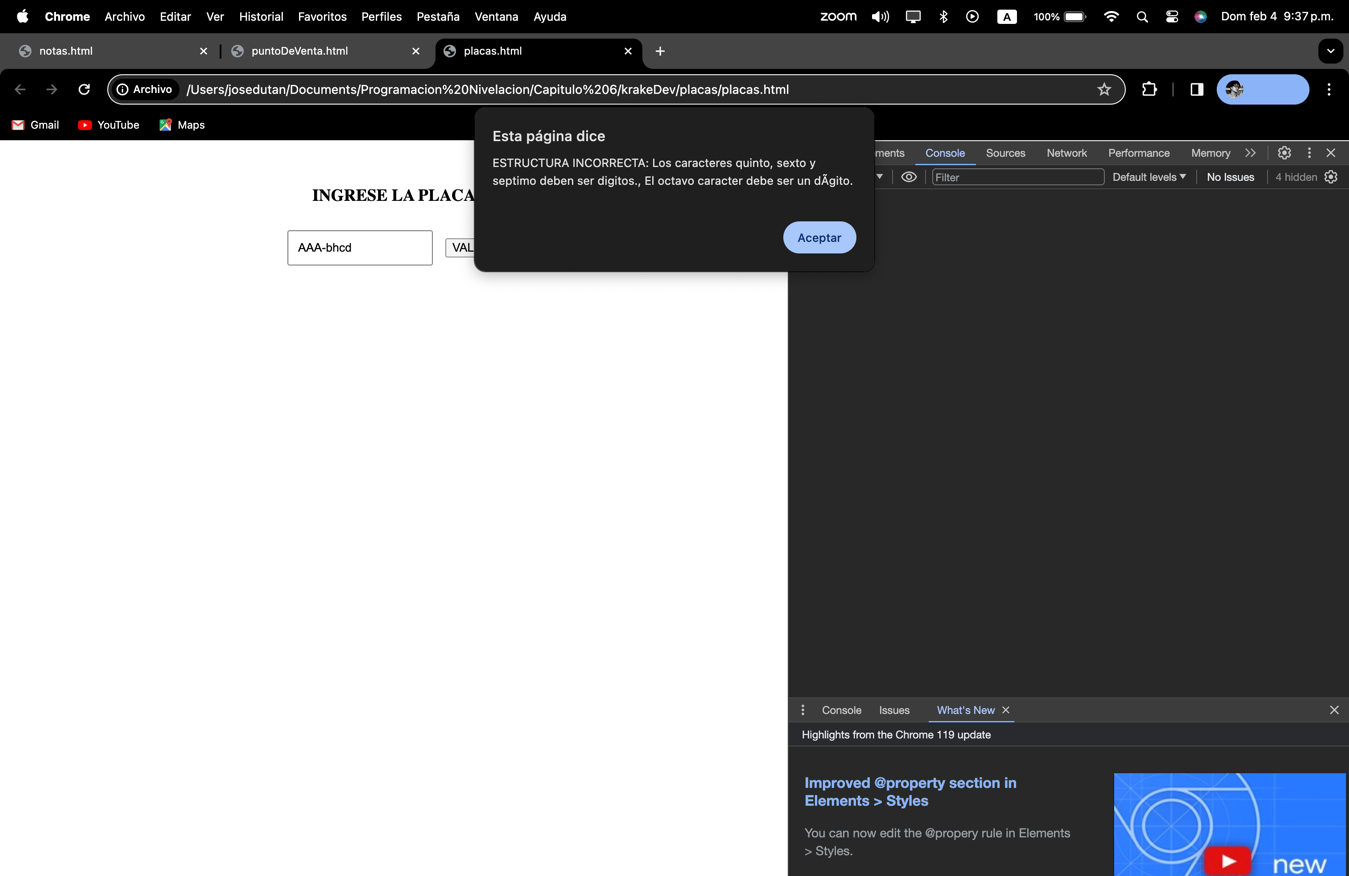 Chrome Archivo Editar Ver Historial Favoritos Perfiles Pestaña Ventana Ayuda zoom A 100% Dom feb 4 9:37 p.m.
notas.html puntoDeVenta.html placas.html
Archivo /Users/josedutan/Documents/Programacion%20Nivelacion/Capitulo%206/krakeDev/placas/placas.html
Gmail YouTube Maps
Esta página dice
ESTRUCTURA INCORRECTA: Los caracteres quinto, sexto y
septimo deben ser digitos., El octavo caracter debe ser un dÃgito.
Aceptar
INGRESE LA PLACA
AAA-bhcd VAL
ments Console Sources Network Performance Memory
Filter Default levels No Issues 4 hidden
Console Issues What's New
Highlights from the Chrome 119 update
Improved @property section in
Elements > Styles
You can now edit the @propery rule in Elements
> Styles.
new